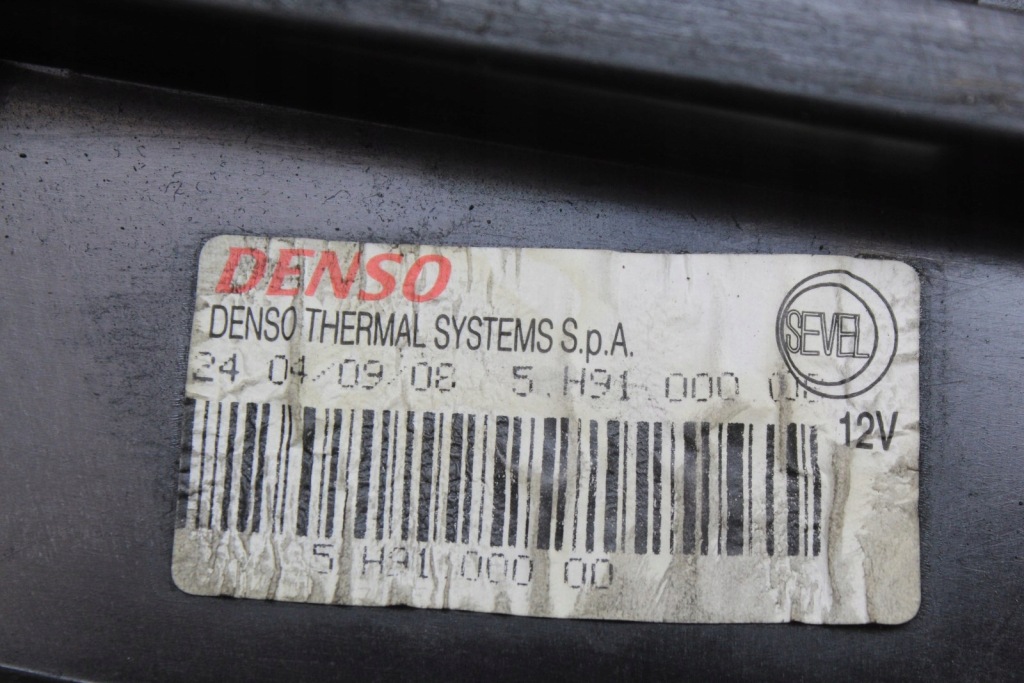 DENSO
DENSO THERMAL SYSTEMS S.p.A.
SEVEL
24 04/09/08 5 H91 000 00
12V
5 H91 000 00